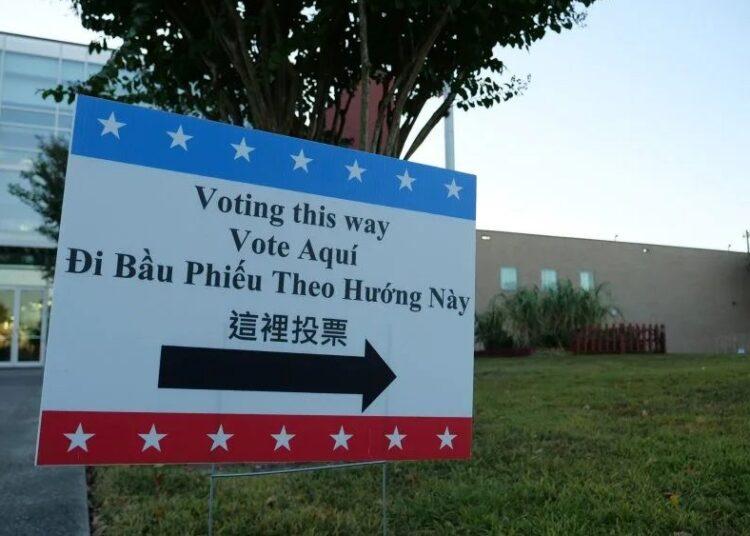 Voting this way
Vote Aquí
Đi Bầu Phiếu Theo Hướng Này
這裡投票